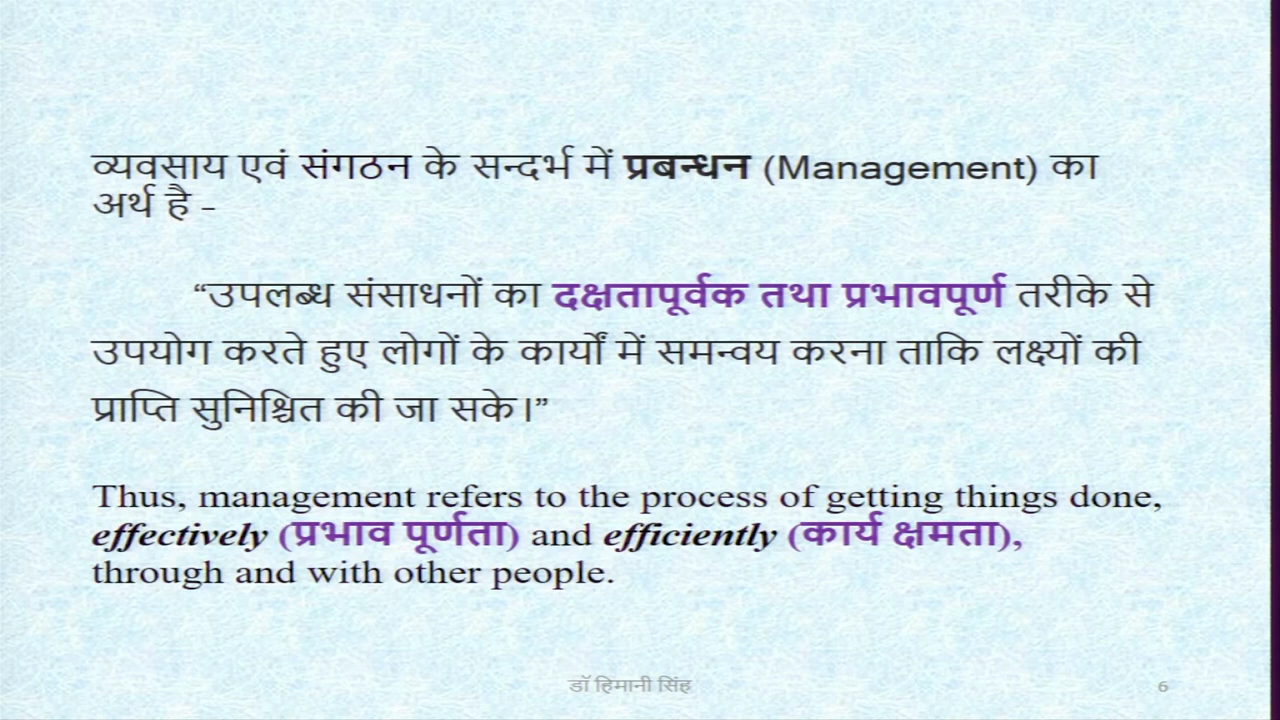 व्यवसाय एवं संगठन के सन्दर्भ में प्रबन्धन (Management) का
अर्थ है -
“उपलब्ध संसाधनों का दक्षतापूर्वक तथा प्रभावपूर्ण तरीके से
उपयोग करते हुए लोगों के कार्यों में समन्वय करना ताकि लक्ष्यों की
प्राप्ति सुनिश्चित की जा सके।”
Thus, management refers to the process of getting things done,
effectively (प्रभाव पूर्णता) and efficiently (कार्य क्षमता),
through and with other people.
डॉ हिमानी सिंह
6